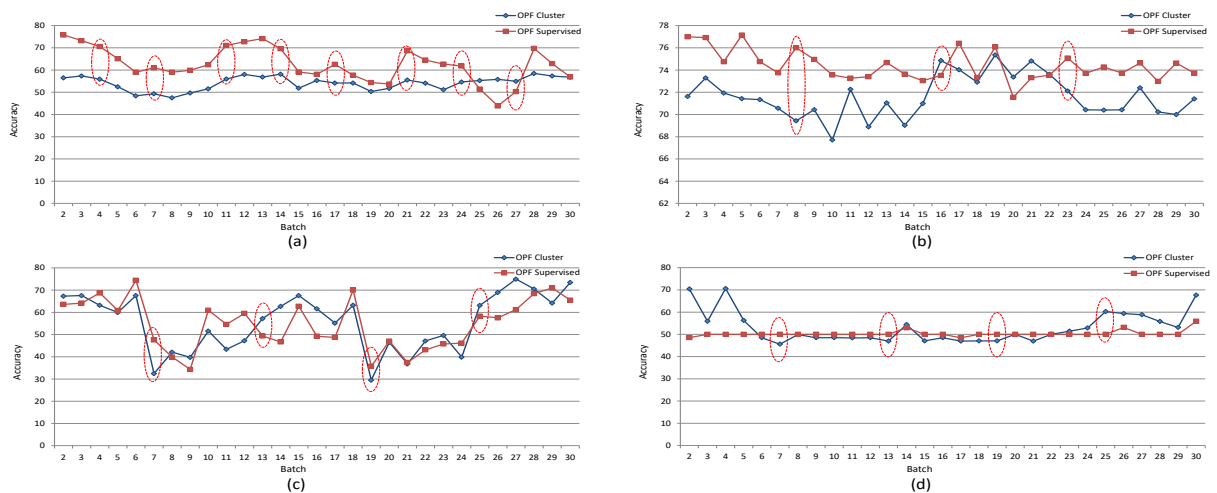 OPF Cluster
OPF Supervised
80
70
60
50
40
30
20
10
0
Accuracy
2 3 4 5 6 7 8 9 10 11 12 13 14 15 16 17 18 19 20 21 22 23 24 25 26 27 28 29 30
Batch
(a)
OPF Cluster
OPF Supervised
78
76
74
72
70
68
66
64
62
Accuracy
2 3 4 5 6 7 8 9 10 11 12 13 14 15 16 17 18 19 20 21 22 23 24 25 26 27 28 29 30
Batch
(b)
OPF Cluster
OPF Supervised
80
70
60
50
40
30
20
10
0
Accuracy
2 3 4 5 6 7 8 9 10 11 12 13 14 15 16 17 18 19 20 21 22 23 24 25 26 27 28 29 30
Batch
(c)
OPF Cluster
OPF Supervised
80
70
60
50
40
30
20
10
0
Accuracy
2 3 4 5 6 7 8 9 10 11 12 13 14 15 16 17 18 19 20 21 22 23 24 25 26 27 28 29 30
Batch
(d)